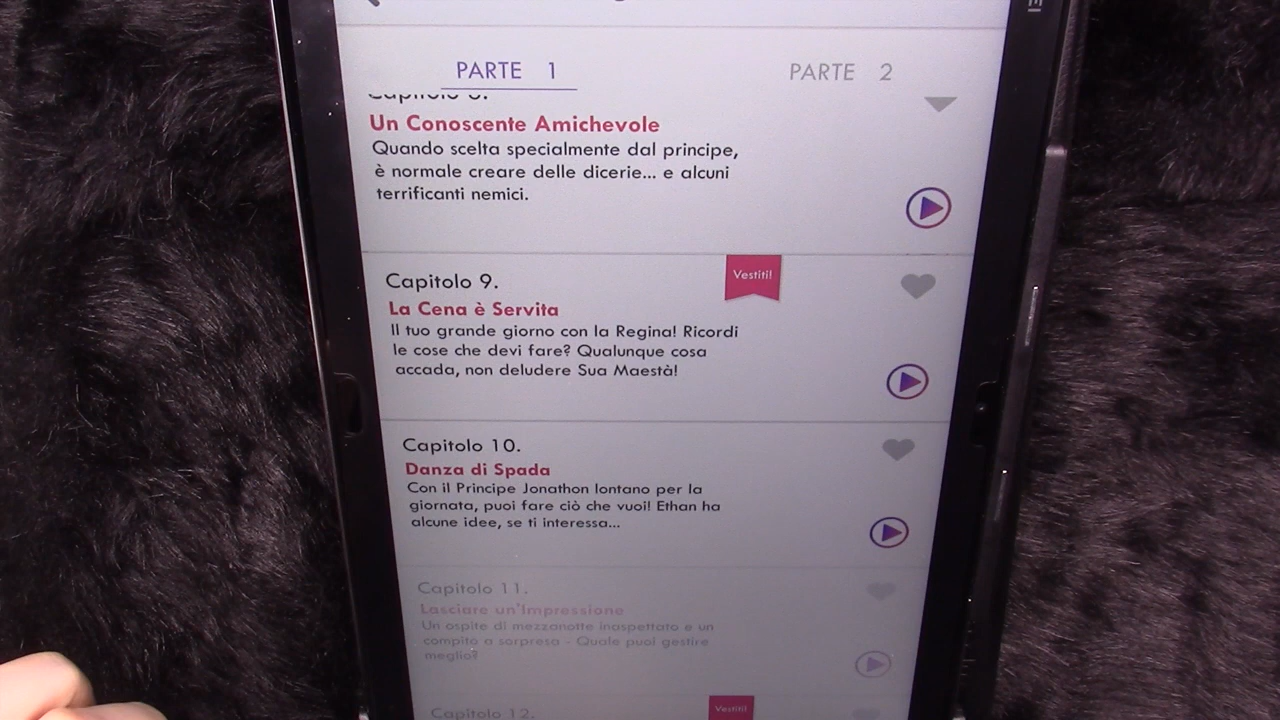 PARTE 1
PARTE 2
Un Conoscente Amichevole
Quando scelta specialmente dal principe,
è normale creare delle dicerie... e alcuni
terrificanti nemici.
Capitolo 9.
Vestiti!
La Cena è Servita
Il tuo grande giorno con la Regina! Ricordi
le cose che devi fare? Qualunque cosa
accada, non deludere Sua Maestà!
Capitolo 10.
Danza di Spada
Con il Principe Jonathon lontano per la
giornata, puoi fare ciò che vuoi! Ethan ha
alcune idee, se ti interessa...
Capitolo 11.
Lasciare un'Impressione
Un ospite di mezzanotte inaspettato e un
compito a sorpresa - Quale puoi gestire
meglio?
Capitolo 12.
Vestiti!